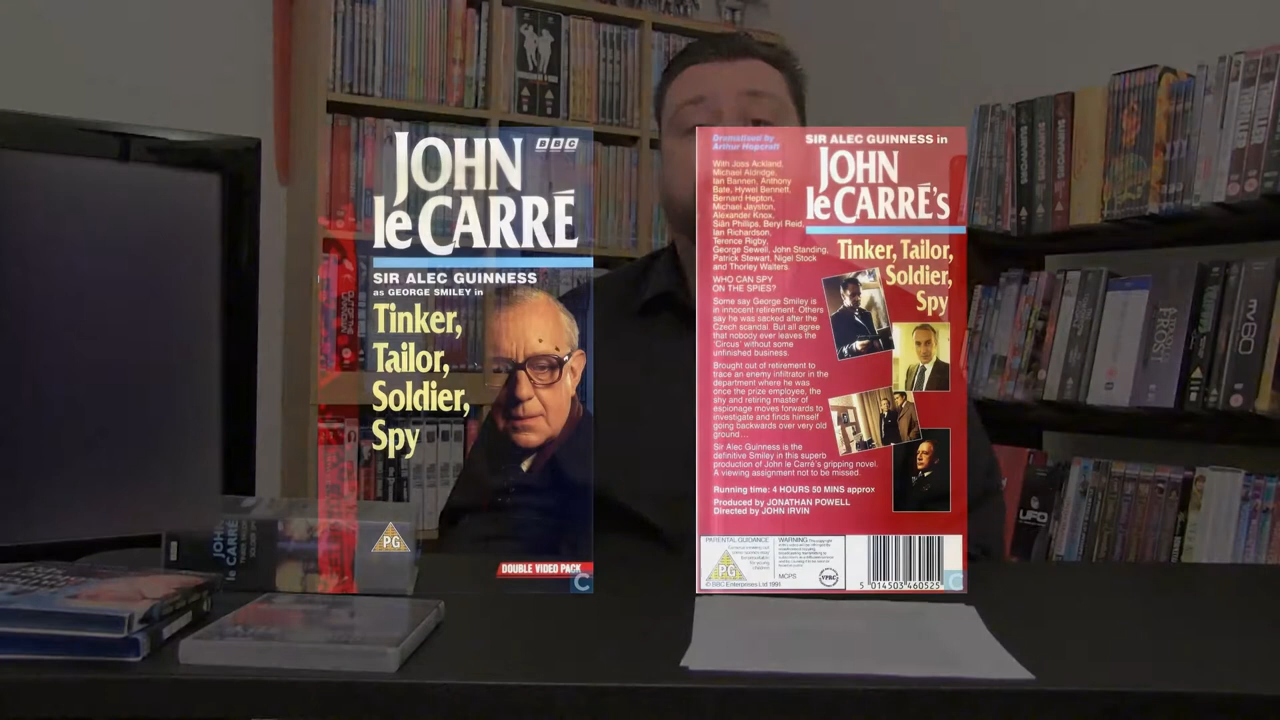 JOHN
le CARRÉ
BBC
SIR ALEC GUINNESS
AS GEORGE SMILEY in
Tinker,
Tailor,
Soldier,
Spy
PG
DOUBLE VIDEO PACK
C
Dramatised by
Arthur Hopcraft
With Joss Ackland,
Michael Aldridge,
Ian Bannen, Anthony
Bate, Hywel Bennett,
Bernard Hepton,
Michael Jayston,
Alexander Knox,
Siân Phillips, Beryl Reid,
Ian Richardson,
Terence Rigby,
George Sewell, John Standing,
Patrick Stewart, Nigel Stock
and Thorley Walters.
WHO CAN SPY
ON THE SPIES?
Some say George Smiley is
in innocent retirement. Others
say he was sacked after the
Czech scandal. But all agree
that nobody ever leaves the
'Circus' without some
unfinished business.
Brought out of retirement to
trace an enemy infiltrator in the
department where he was
once the prize employee, the
shy and retiring master of
espionage moves forwards to
investigate and finds himself
going backwards over very old
ground...
Sir Alec Guinness is the
definitive Smiley in this superb
production of John le Carré's gripping novel.
A viewing assignment not to be missed.
Running time: 4 HOURS 50 MINS approx
Produced by JONATHAN POWELL
Directed by JOHN IRVIN
SIR ALEC GUINNESS in
JOHN
le CARRÉ's
Tinker, Tailor,
Soldier,
Spy
PARENTAL GUIDANCE
PG
WARNING
MCPS
VPRC
© BBC Enterprises Ltd 1991
5 014503 460525
C
JOHN
le CARRÉ
UFO